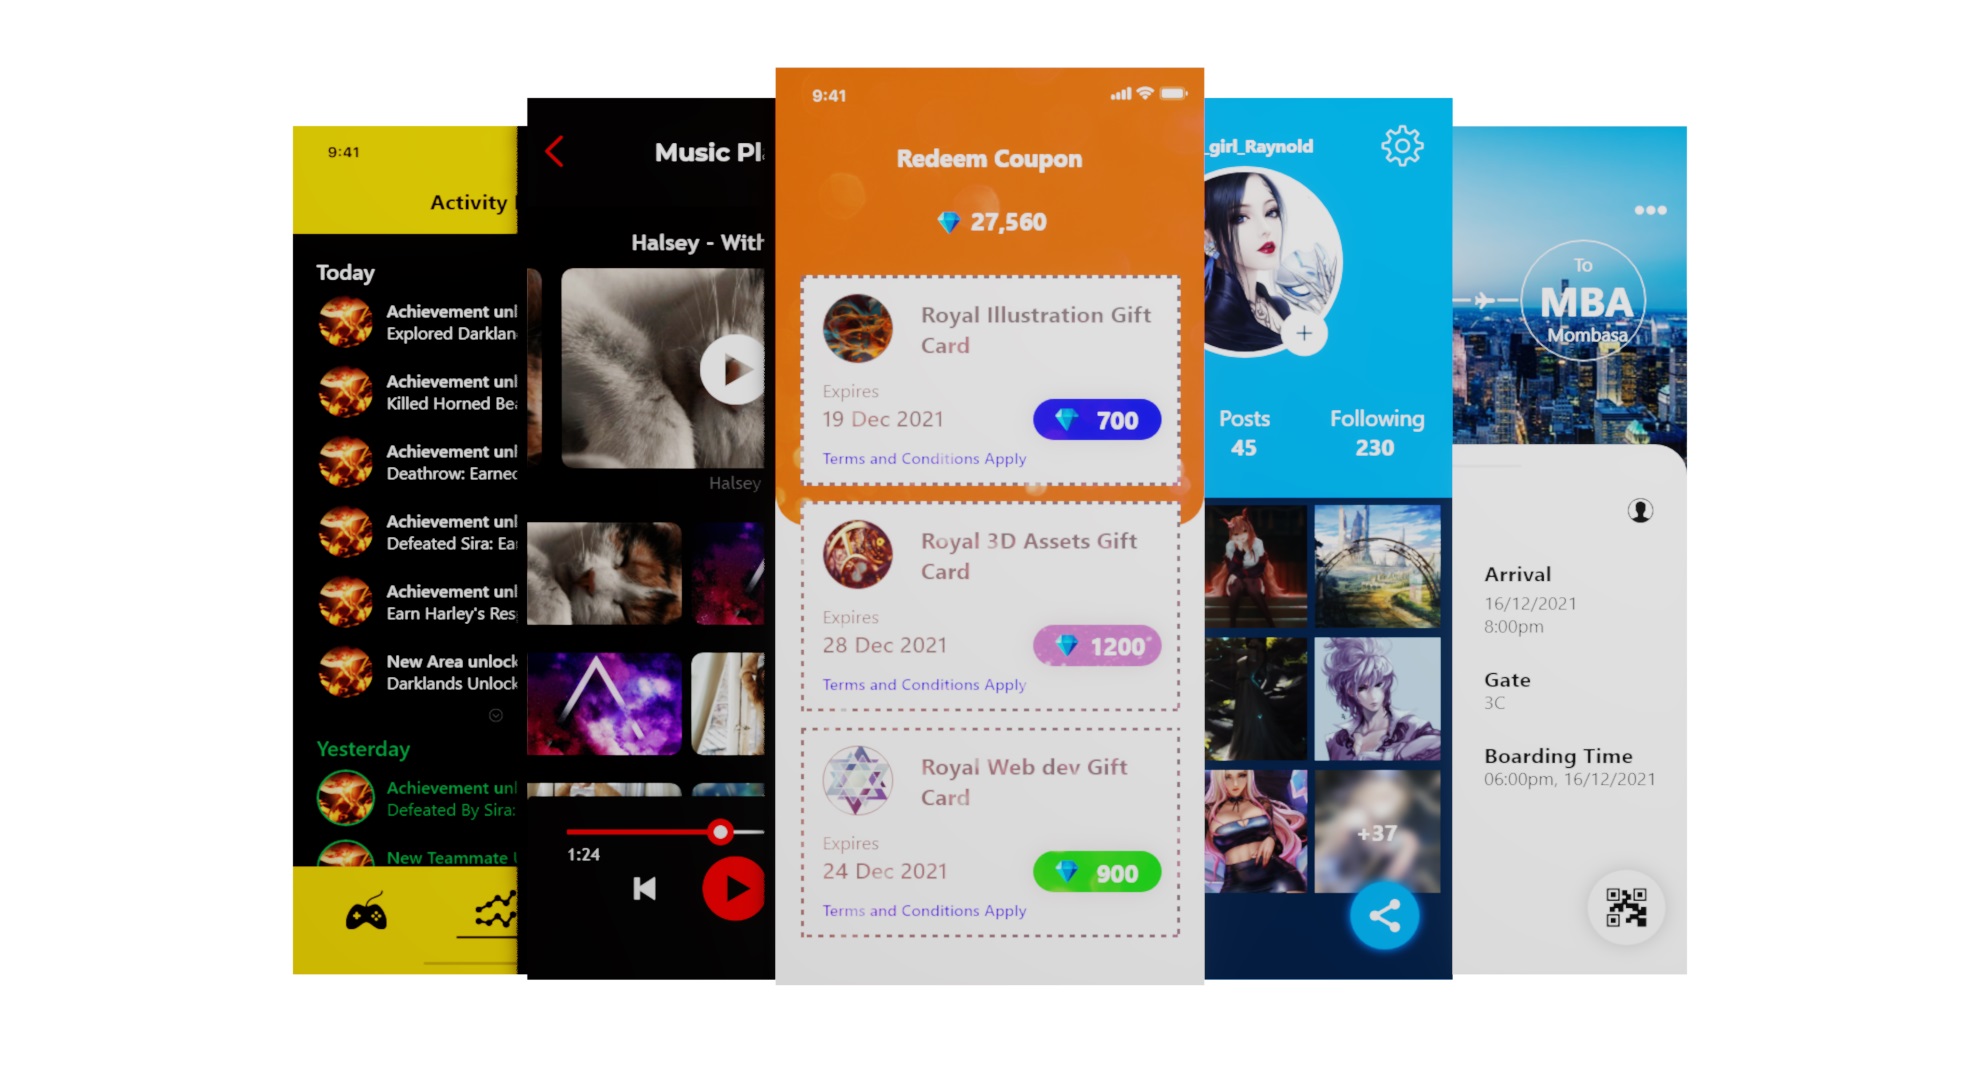 9:41
Activity
Today
Achievement unl
Explored Darklan
Achievement unl
Killed Horned Be
Achievement unl
Deathrow: Earned
Achievement unl
Defeated Sira: Ea
Achievement unl
Earn Harley's Res
New Area unlock
Darklands Unlock
Yesterday
Achievement unl
Defeated By Sira:
New Teammate
Music Pl
Halsey - With
Halsey
1:24
9:41
Redeem Coupon
27,560
Royal Illustration Gift
Card
Expires
19 Dec 2021
700
Terms and Conditions Apply
Royal 3D Assets Gift
Card
Expires
28 Dec 2021
1200
Terms and Conditions Apply
Royal Web dev Gift
Card
Expires
24 Dec 2021
900
Terms and Conditions Apply
_girl_Raynold
Posts
45
Following
230
+37
To
MBA
Mombasa
Arrival
16/12/2021
8:00pm
Gate
3C
Boarding Time
06:00pm, 16/12/2021